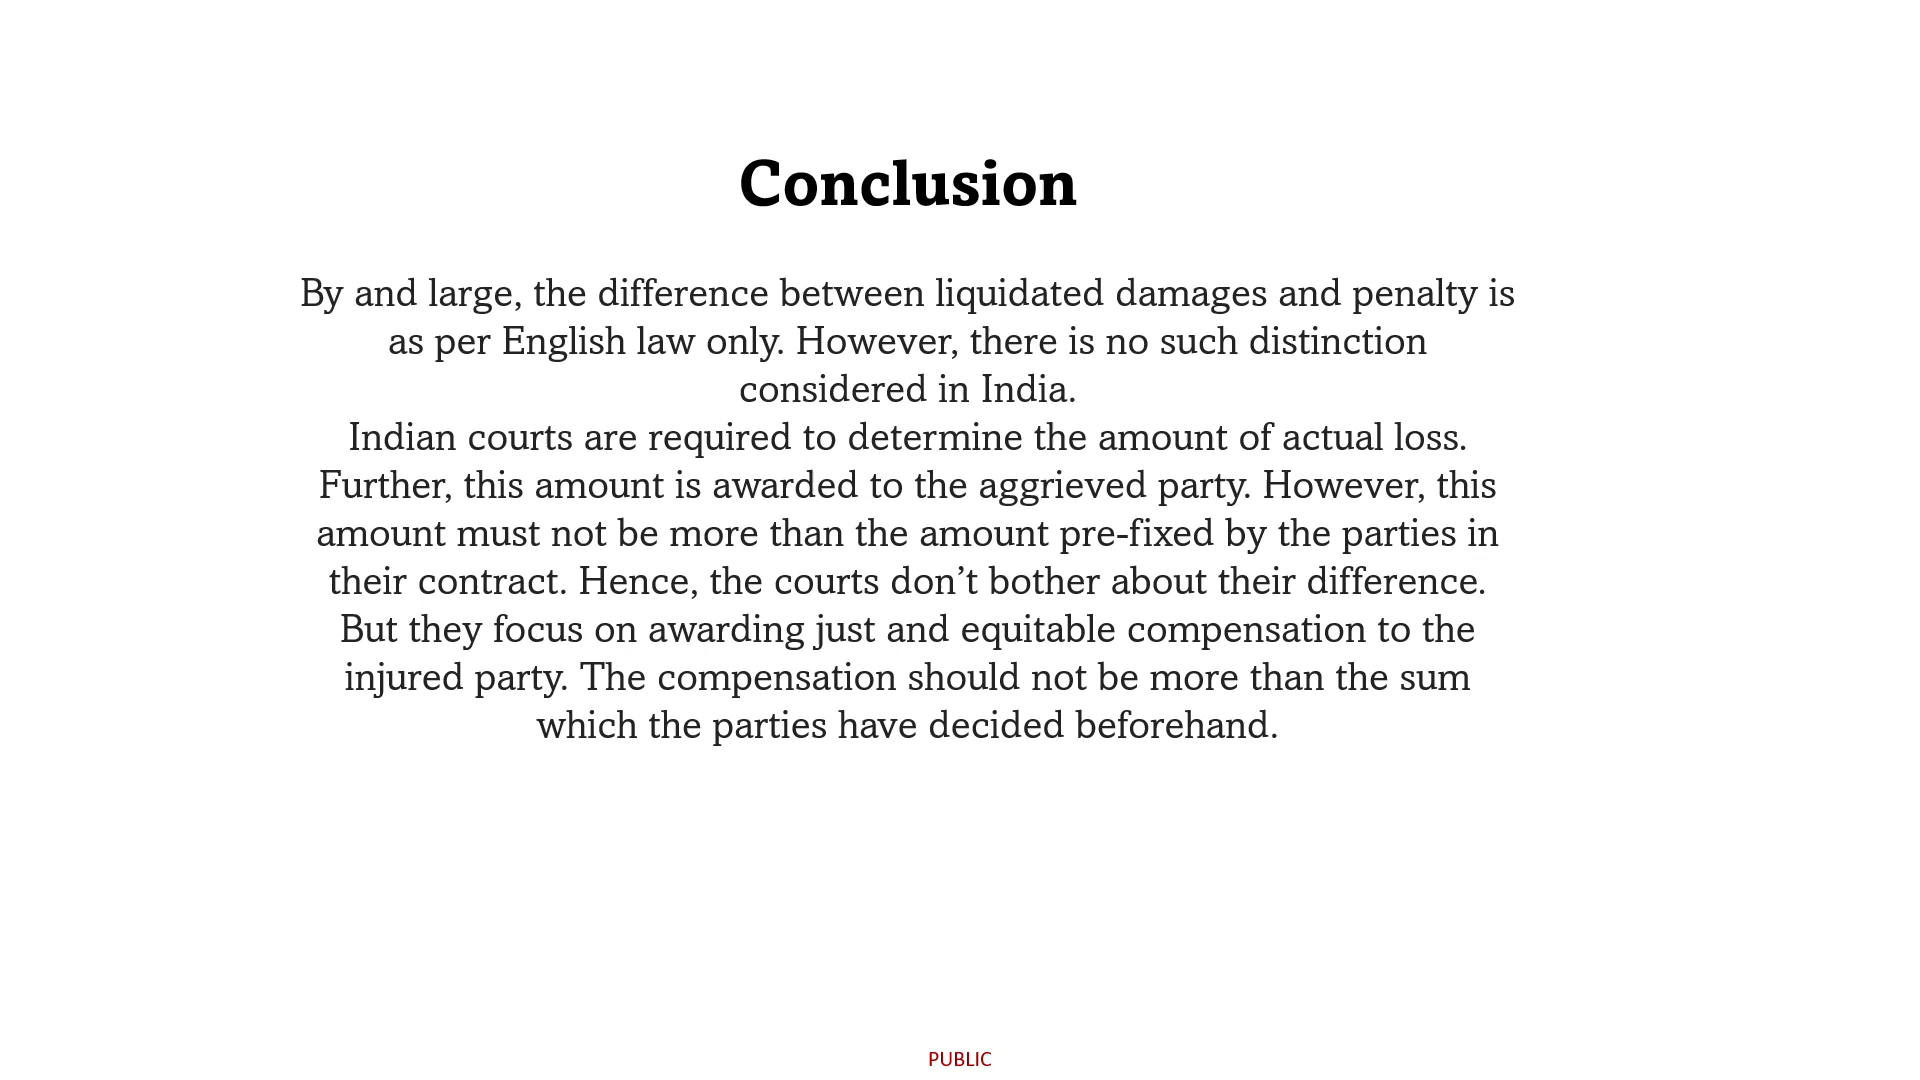 Conclusion
By and large, the difference between liquidated damages and penalty is
as per English law only. However, there is no such distinction
considered in India.
Indian courts are required to determine the amount of actual loss.
Further, this amount is awarded to the aggrieved party. However, this
amount must not be more than the amount pre-fixed by the parties in
their contract. Hence, the courts don’t bother about their difference.
But they focus on awarding just and equitable compensation to the
injured party. The compensation should not be more than the sum
which the parties have decided beforehand.
PUBLIC